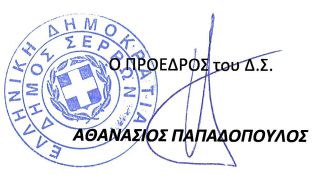 ΕΛΛΗΝΙΚΗ ΔΗΜΟΚΡΑΤΙΑ
ΔΗΜΟΣ ΣΕΡΡΩΝ
Ο ΠΡΟΕΔΡΟΣ του Δ.Σ.
ΑΘΑΝΑΣΙΟΣ ΠΑΠΑΔΟΠΟΥΛΟΣ